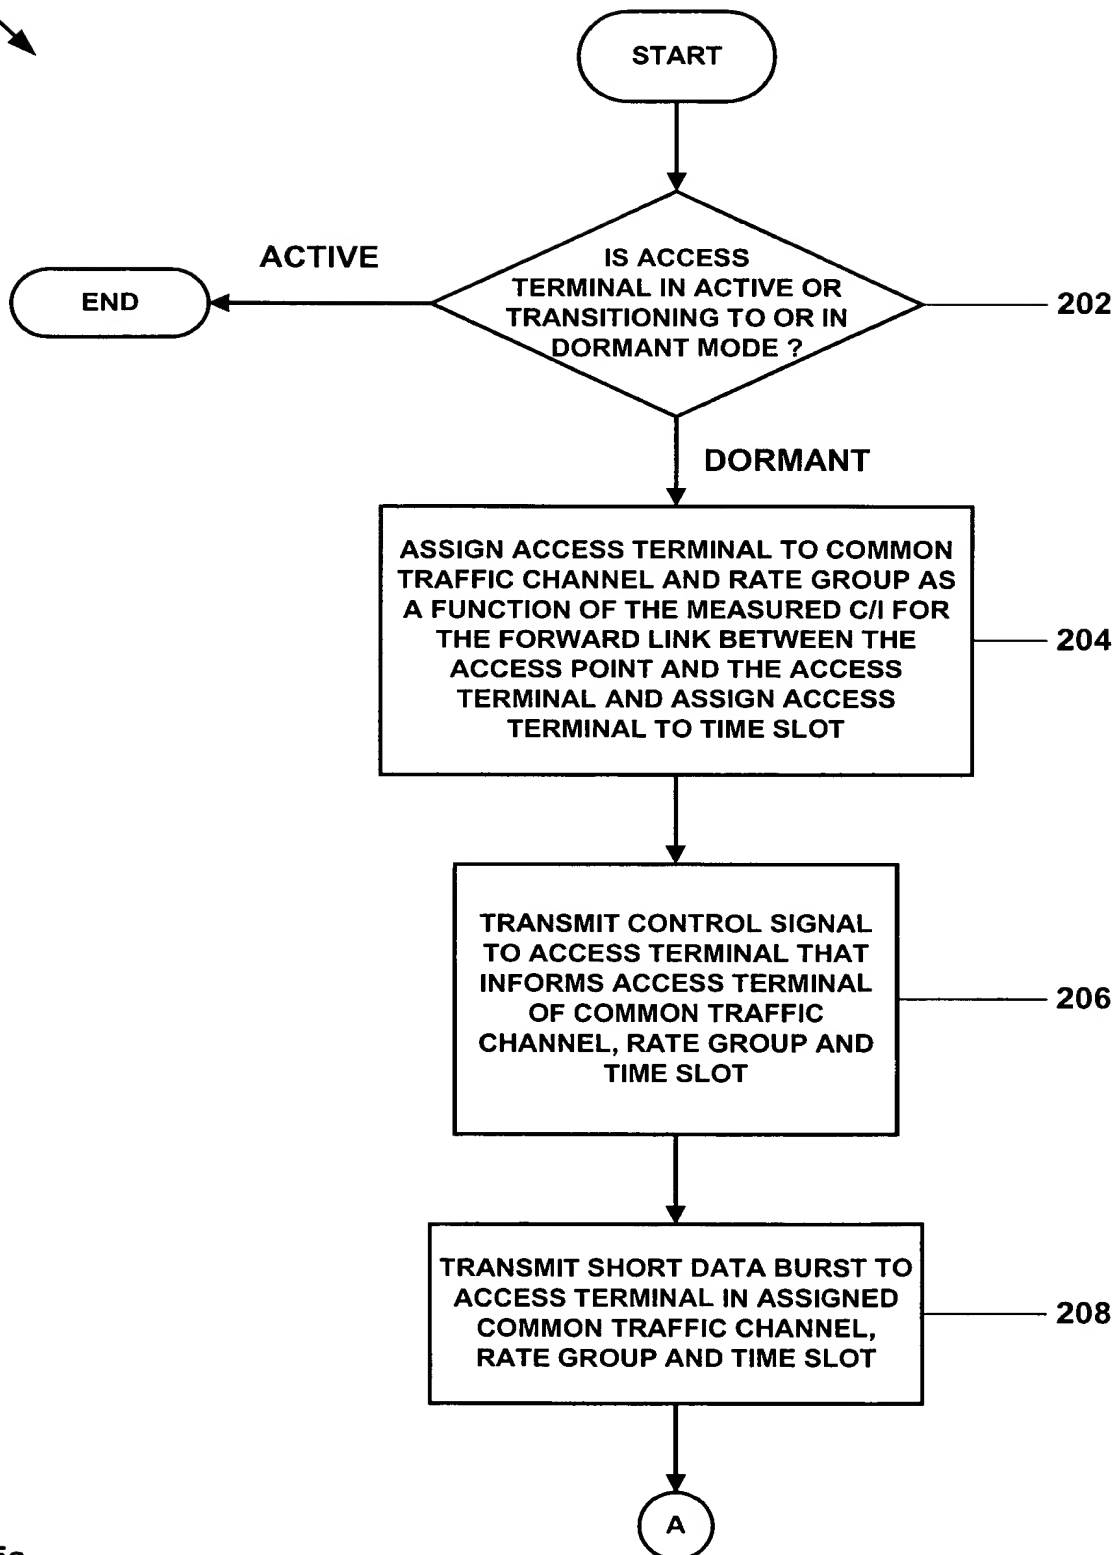 START
ACTIVE
END
IS ACCESS
TERMINAL IN ACTIVE OR
TRANSITIONING TO OR IN
DORMANT MODE ?
202
DORMANT
ASSIGN ACCESS TERMINAL TO COMMON
TRAFFIC CHANNEL AND RATE GROUP AS
A FUNCTION OF THE MEASURED C/I FOR
THE FORWARD LINK BETWEEN THE
ACCESS POINT AND THE ACCESS
TERMINAL AND ASSIGN ACCESS
TERMINAL TO TIME SLOT
204
TRANSMIT CONTROL SIGNAL
TO ACCESS TERMINAL THAT
INFORMS ACCESS TERMINAL
OF COMMON TRAFFIC
CHANNEL, RATE GROUP AND
TIME SLOT
206
TRANSMIT SHORT DATA BURST TO
ACCESS TERMINAL IN ASSIGNED
COMMON TRAFFIC CHANNEL,
RATE GROUP AND TIME SLOT
208
A